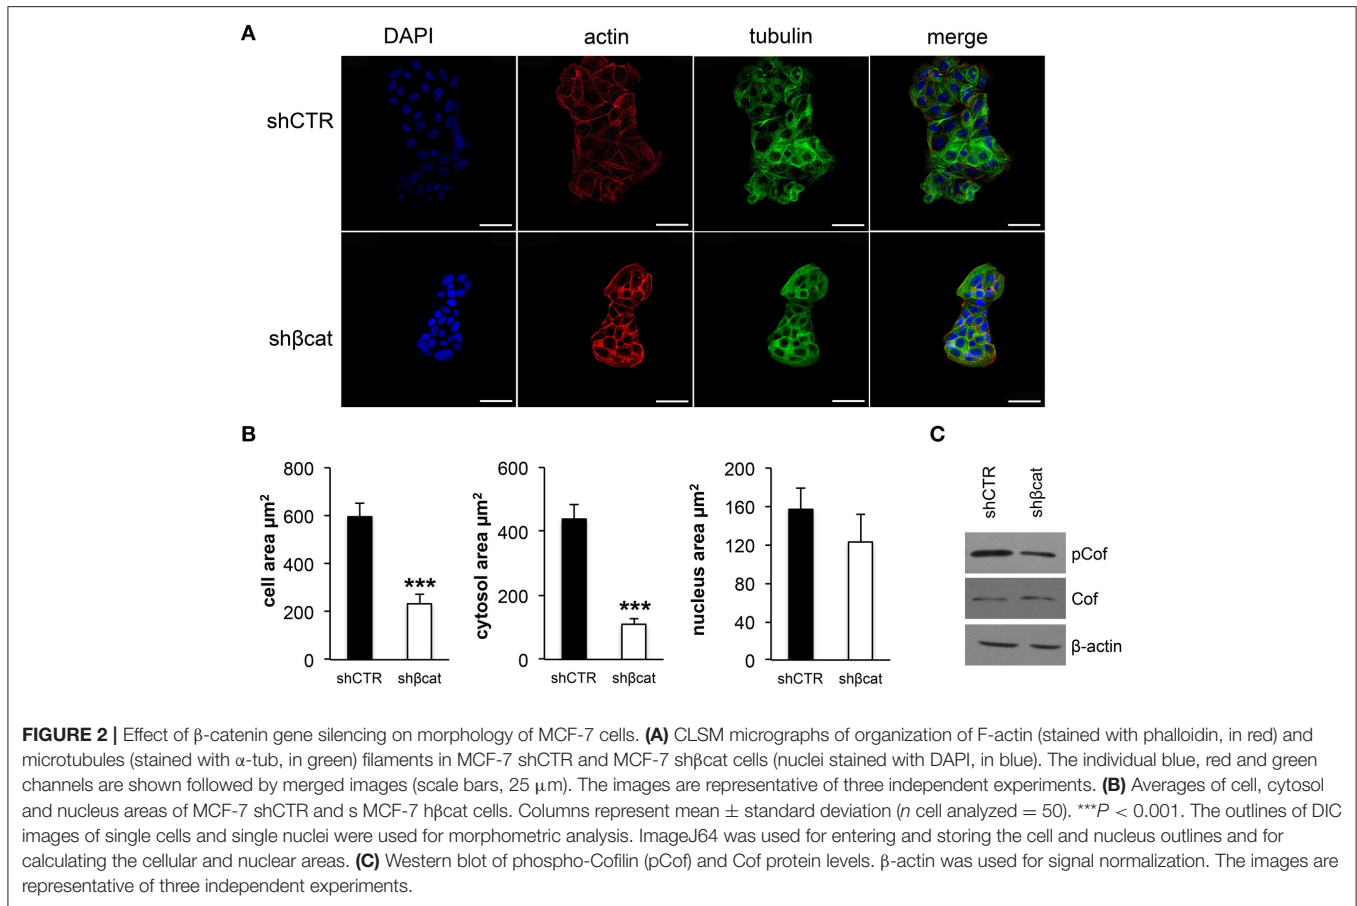 A
DAPI
actin
tubulin
merge
shCTR
shβcat
B
800
600
400
200
0
cell area µm²
***
shCTR
shβcat
600
400
200
0
cytosol area µm²
***
shCTR
shβcat
200
160
120
80
40
0
nucleus area µm²
shCTR
shβcat
C
shCTR
shβcat
pCof
Cof
β-actin
FIGURE 2 | Effect of β-catenin gene silencing on morphology of MCF-7 cells. (A) CLSM micrographs of organization of F-actin (stained with phalloidin, in red) and
microtubules (stained with α-tub, in green) filaments in MCF-7 shCTR and MCF-7 shβcat cells (nuclei stained with DAPI, in blue). The individual blue, red and green
channels are shown followed by merged images (scale bars, 25 µm). The images are representative of three independent experiments. (B) Averages of cell, cytosol
and nucleus areas of MCF-7 shCTR and s MCF-7 hβcat cells. Columns represent mean ± standard deviation (n cell analyzed = 50). ***P < 0.001. The outlines of DIC
images of single cells and single nuclei were used for morphometric analysis. ImageJ64 was used for entering and storing the cell and nucleus outlines and for
calculating the cellular and nuclear areas. (C) Western blot of phospho-Cofilin (pCof) and Cof protein levels. β-actin was used for signal normalization. The images are
representative of three independent experiments.